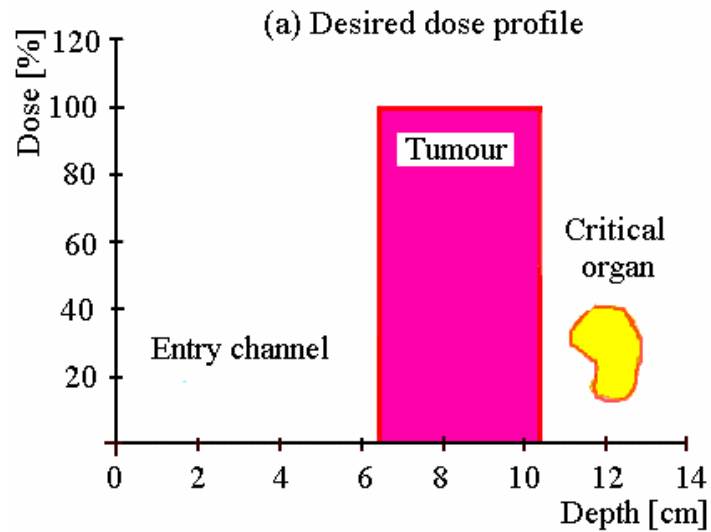 (a) Desired dose profile
Dose [%]
120
100
80
60
40
20
Tumour
Critical
organ
Entry channel
0 2 4 6 8 10 12 14
Depth [cm]